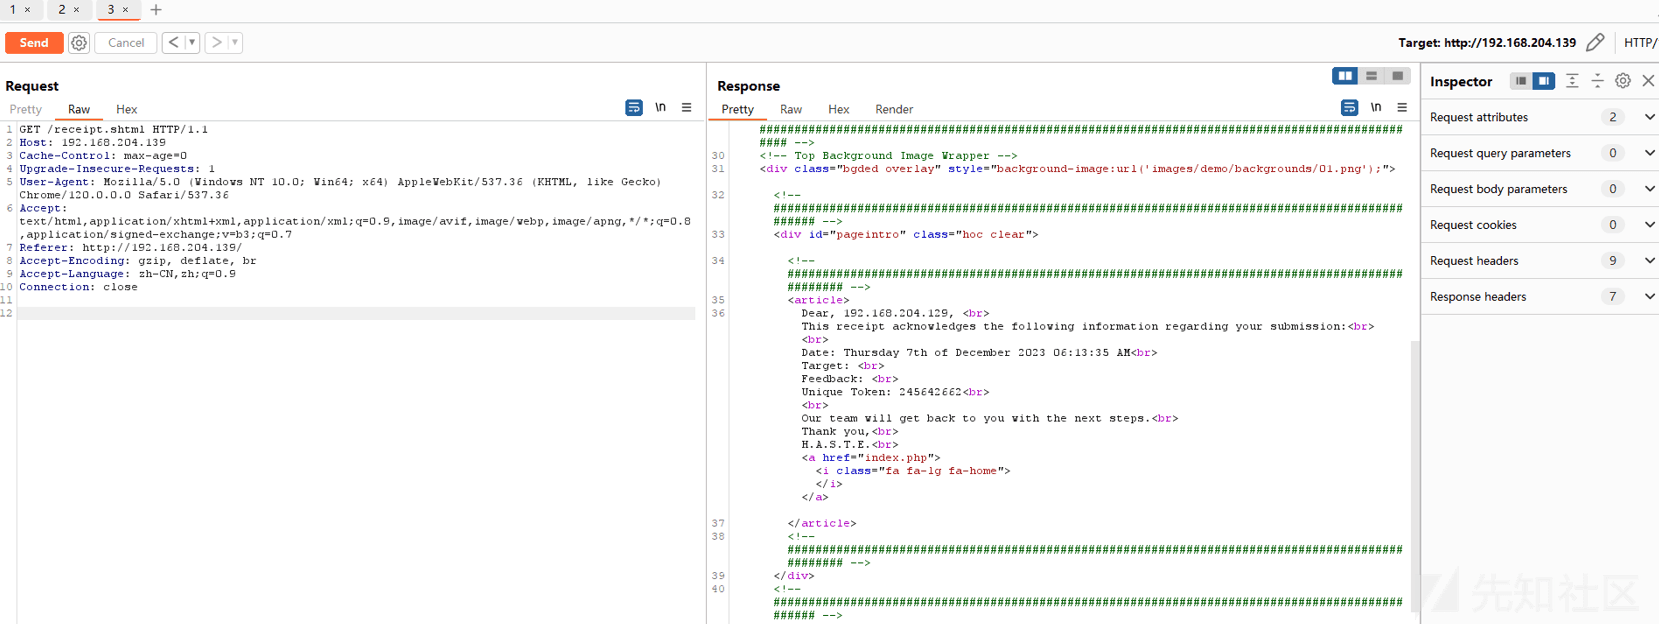 1 × 2 × 3 × +
Send Cancel < ▼ > ▼ Target: http://192.168.204.139 HTTP/
Request
Pretty Raw Hex \n
1 GET /receipt.shtml HTTP/1.1
2 Host: 192.168.204.139
3 Cache-Control: max-age=0
4 Upgrade-Insecure-Requests: 1
5 User-Agent: Mozilla/5.0 (Windows NT 10.0; Win64; x64) AppleWebKit/537.36 (KHTML, like Gecko)
Chrome/120.0.0.0 Safari/537.36
6 Accept:
text/html,application/xhtml+xml,application/xml;q=0.9,image/avif,image/webp,image/apng,*/*;q=0.8
,application/signed-exchange;v=b3;q=0.7
7 Referer: http://192.168.204.139/
8 Accept-Encoding: gzip, deflate, br
9 Accept-Language: zh-CN,zh;q=0.9
10 Connection: close
11
12
Response
Pretty Raw Hex Render \n
############################################################################################
#### -->
30 <!-- Top Background Image Wrapper -->
31 <div class="bgded overlay" style="background-image:url('images/demo/backgrounds/01.png');">
32 <!--
##########################################################################################
###### -->
33 <div id="pageintro" class="hoc clear">
34 <!--
########################################################################################
######## -->
35 <article>
36 Dear, 192.168.204.129, <br>
This receipt acknowledges the following information regarding your submission:<br>
<br>
Date: Thursday 7th of December 2023 06:13:35 AM<br>
Target: <br>
Feedback: <br>
Unique Token: 245642662<br>
<br>
Our team will get back to you with the next steps.<br>
Thank you,<br>
H.A.S.T.E.<br>
<a href="index.php">
<i class="fa fa-lg fa-home">
</i>
</a>
37 </article>
38 <!--
########################################################################################
######## -->
39 </div>
40 <!--
##########################################################################################
###### -->
Inspector
Request attributes 2
Request query parameters 0
Request body parameters 0
Request cookies 0
Request headers 9
Response headers 7
先知社区